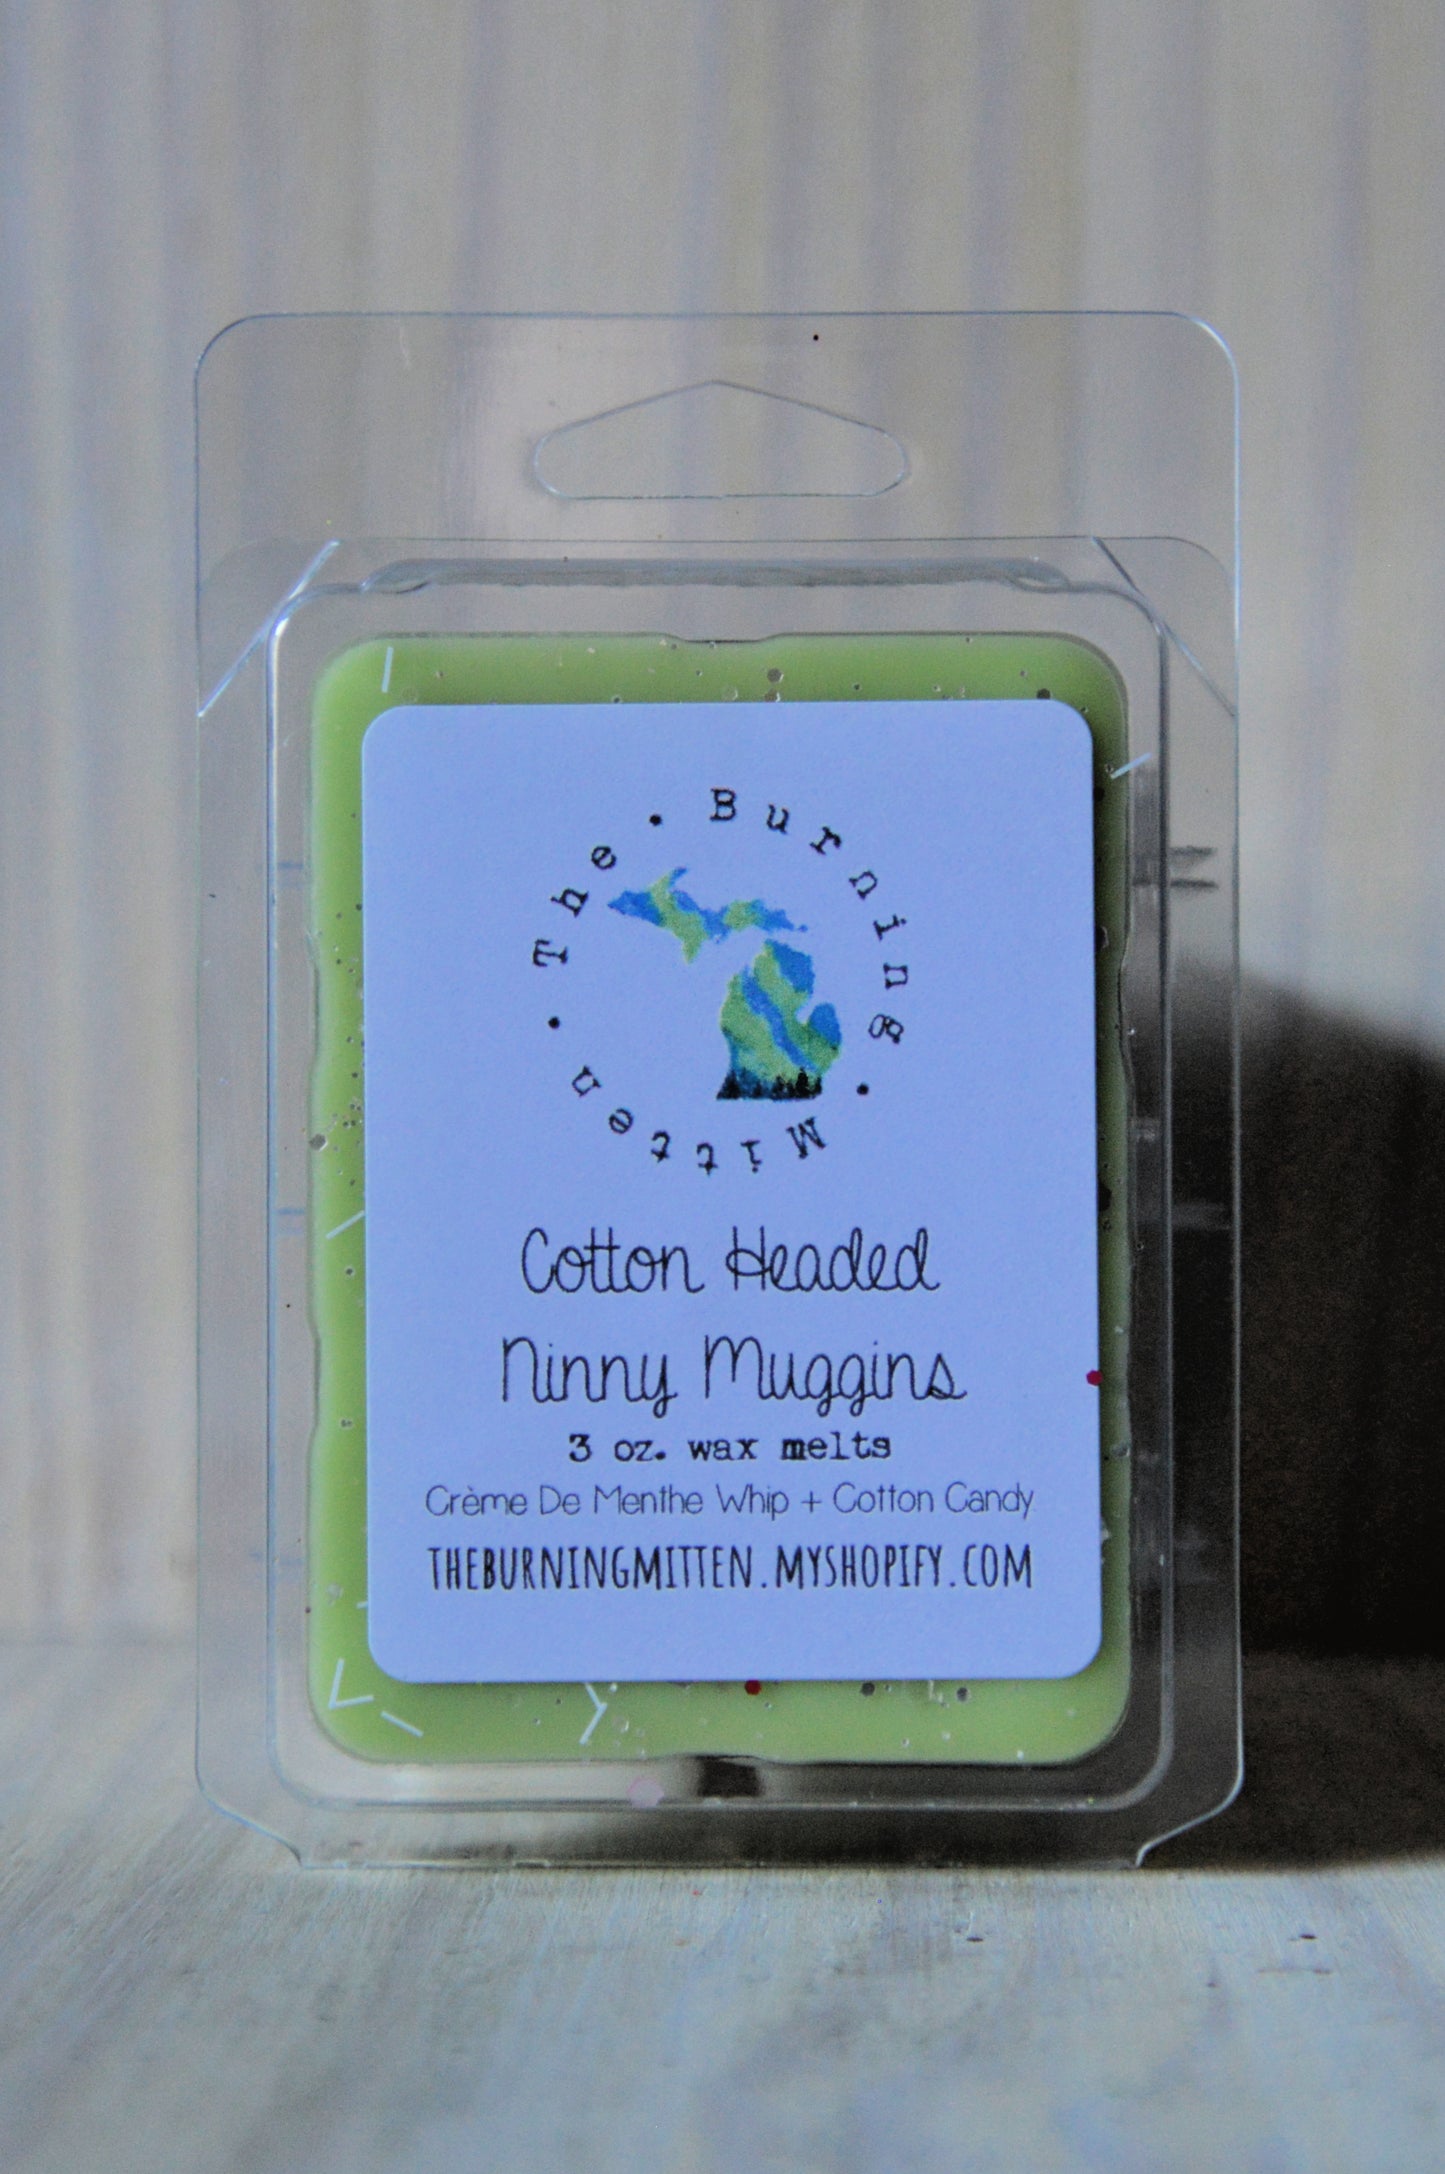 The • Burning • Mitten •
Cotton Headed
Ninny Muggins
3 oz. wax melts
Crème De Menthe Whip + Cotton Candy
THEBURNINGMITTEN.MYSHOPIFY.COM